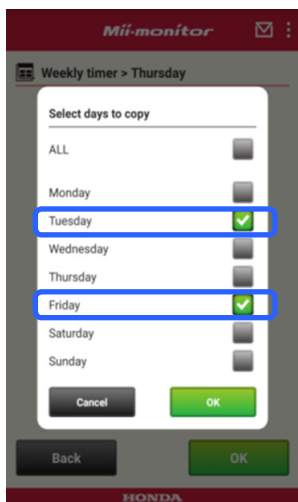 Mii-monitor
Weekly timer > Thursday
Select days to copy
ALL
Monday
Tuesday
Wednesday
Thursday
Friday
Saturday
Sunday
Cancel OK
Back OK
HONDA